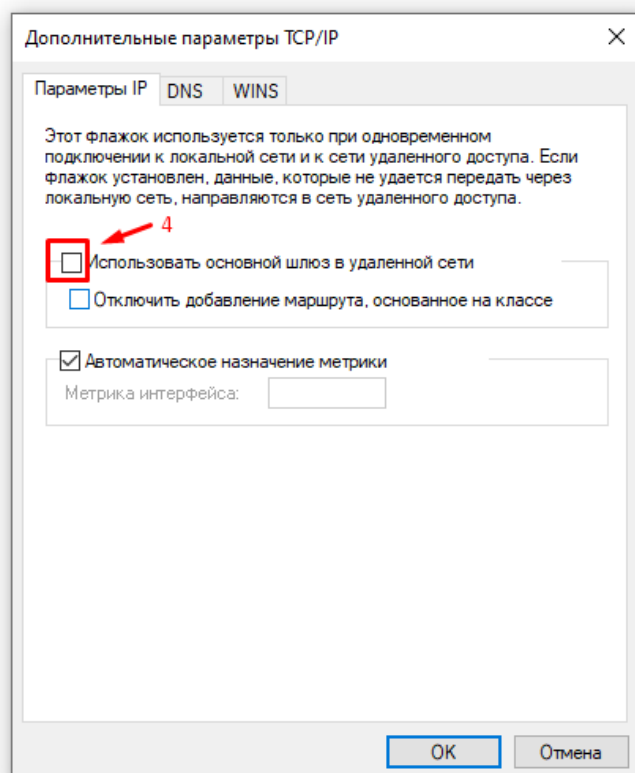 Дополнительные параметры TCP/IP
Параметры IP DNS WINS
Этот флажок используется только при одновременном
подключении к локальной сети и к сети удаленного доступа. Если
флажок установлен, данные, которые не удается передать через
локальную сеть, направляются в сеть удаленного доступа.
4
Использовать основной шлюз в удаленной сети
Отключить добавление маршрута, основанное на классе
Автоматическое назначение метрики
Метрика интерфейса:
OK Отмена